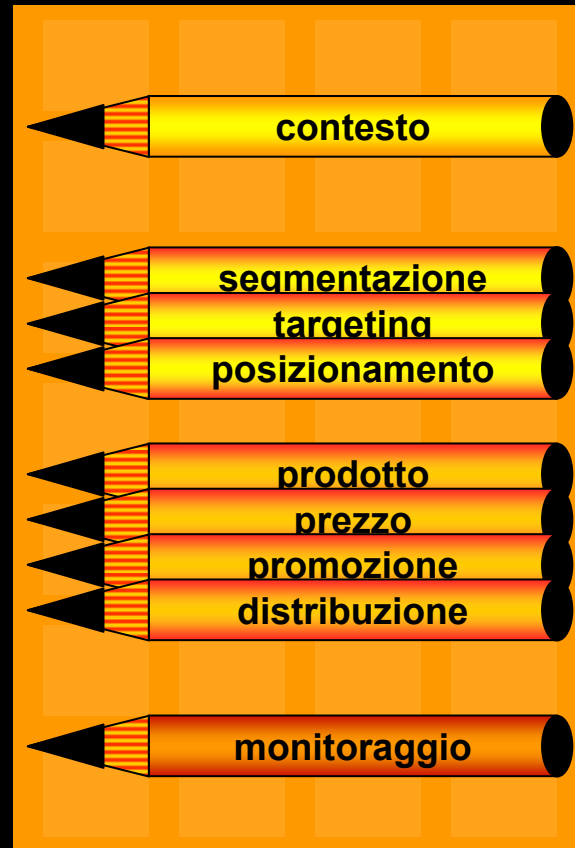 contesto
segmentazione
targeting
posizionamento
prodotto
prezzo
promozione
distribuzione
monitoraggio